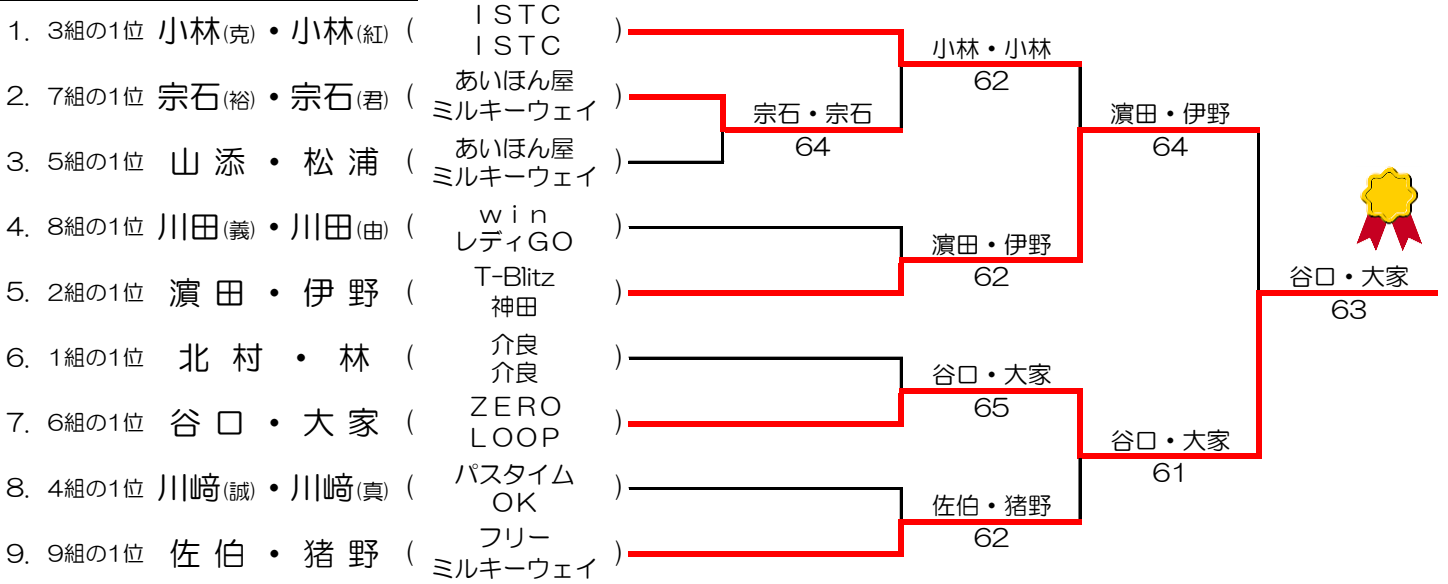 1. 3組の1位 小林(克)・小林(紅) ( ISTC
ISTC )
2. 7組の1位 宗石(裕)・宗石(君) ( あいほん屋
ミルキーウェイ )
3. 5組の1位 山添・松浦 ( あいほん屋
ミルキーウェイ )
4. 8組の1位 川田(義)・川田(由) ( win
レディGO )
5. 2組の1位 濵田・伊野 ( T-Blitz
神田 )
6. 1組の1位 北村・林 ( 介良
介良 )
7. 6組の1位 谷口・大家 ( ZERO
LOOP )
8. 4組の1位 川﨑(誠)・川﨑(真) ( パスタイム
OK )
9. 9組の1位 佐伯・猪野 ( フリー
ミルキーウェイ )
宗石・宗石
64
小林・小林
62
濵田・伊野
62
谷口・大家
65
佐伯・猪野
62
濵田・伊野
64
谷口・大家
61
谷口・大家
63